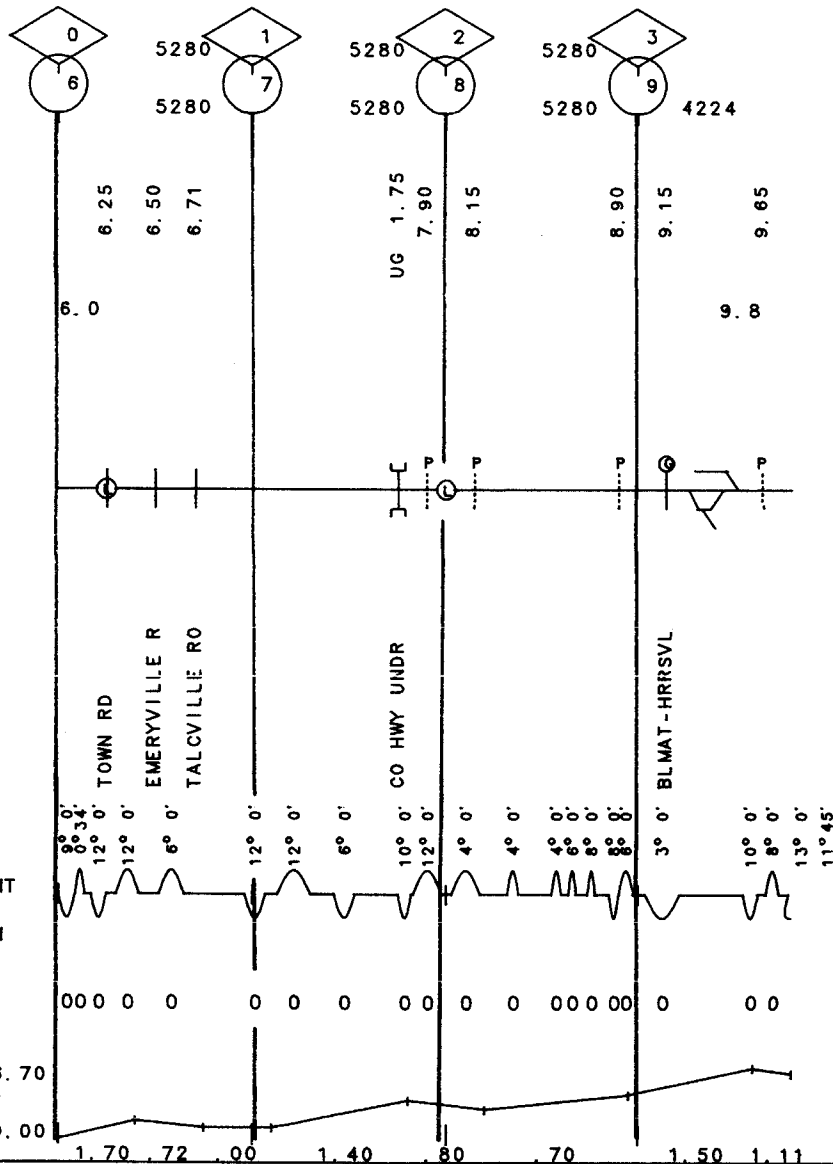 0 1 2 3
5280 5280 5280
6 7 8 9
5280 5280 5280 4224
6.25 6.50 6.71 UG 1.75 7.90 8.15 8.90 9.15 9.65
6.0 9.8
P P P P
L L
TOWN RD
EMERYVILLE R
TALCVILLE RO
CO HWY UNDR
BLMAT-HRRSVL
9° 0' 0°34' 12° 0' 12° 0' 6° 0' 12° 0' 12° 0' 6° 0' 10° 0' 12° 0' 4° 0' 4° 0' 4° 0' 6° 0' 8° 0' 8° 0' 6° 0' 3° 0' 10° 0' 8° 0' 13° 0' 11°45'
00 0 0 0 0 0 0 0 0 0 0 00 0 00 0 0 0
.70
.00
1.70 .72 .00 1.40 .80 .70 1.50 1.11